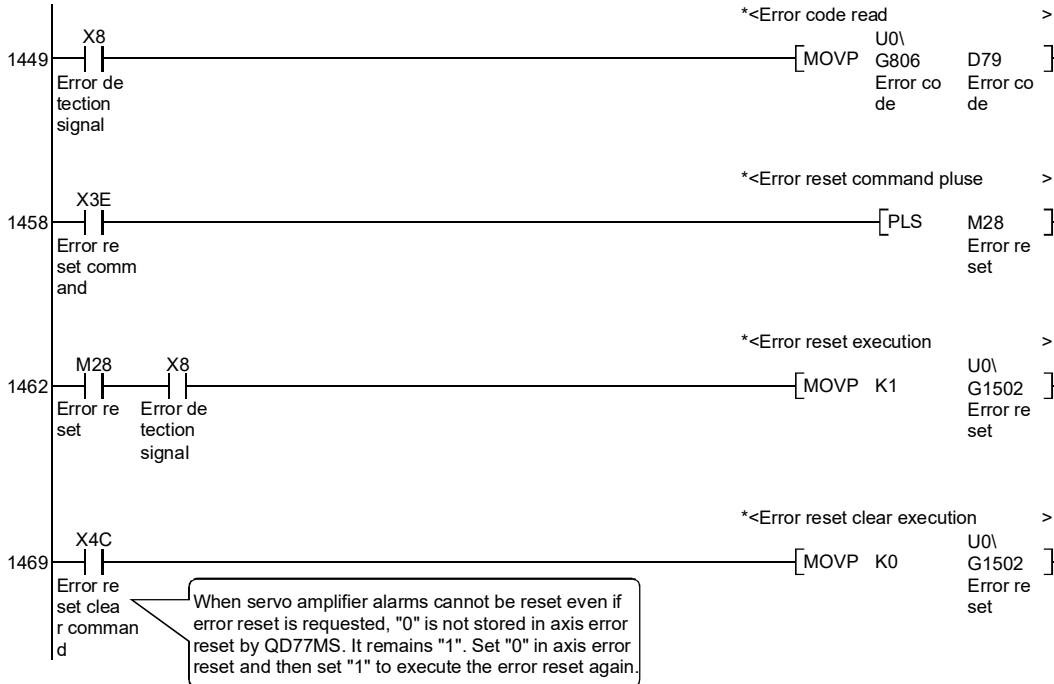 *<Error code read >
X8 U0\
1449 [MOVP G806 D79 ]
Error de Error co Error co
tection de de
signal
*<Error reset command pluse >
X3E
1458 [PLS M28 ]
Error re Error re
set comm set
and
*<Error reset execution >
M28 X8 U0\
1462 [MOVP K1 G1502 ]
Error re Error de Error re
set tection set
signal
*<Error reset clear execution >
X4C U0\
1469 [MOVP K0 G1502 ]
Error re Error re
set clea set
r comman
d
When servo amplifier alarms cannot be reset even if
error reset is requested, "0" is not stored in axis error
reset by QD77MS. It remains "1". Set "0" in axis error
reset and then set "1" to execute the error reset again.